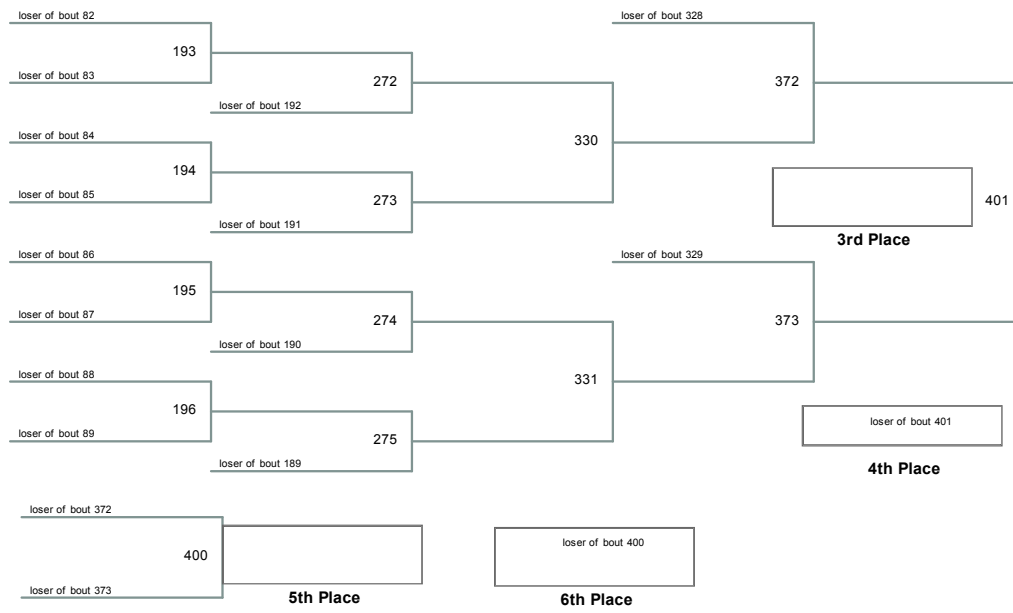 loser of bout 82
loser of bout 328
193
loser of bout 83
272
372
loser of bout 192
loser of bout 84
330
194
loser of bout 85
273
401
loser of bout 191
3rd Place
loser of bout 86
loser of bout 329
195
loser of bout 87
274
373
loser of bout 190
loser of bout 88
331
196
loser of bout 401
loser of bout 89
275
loser of bout 189
4th Place
loser of bout 372
loser of bout 400
400
loser of bout 373
5th Place
6th Place